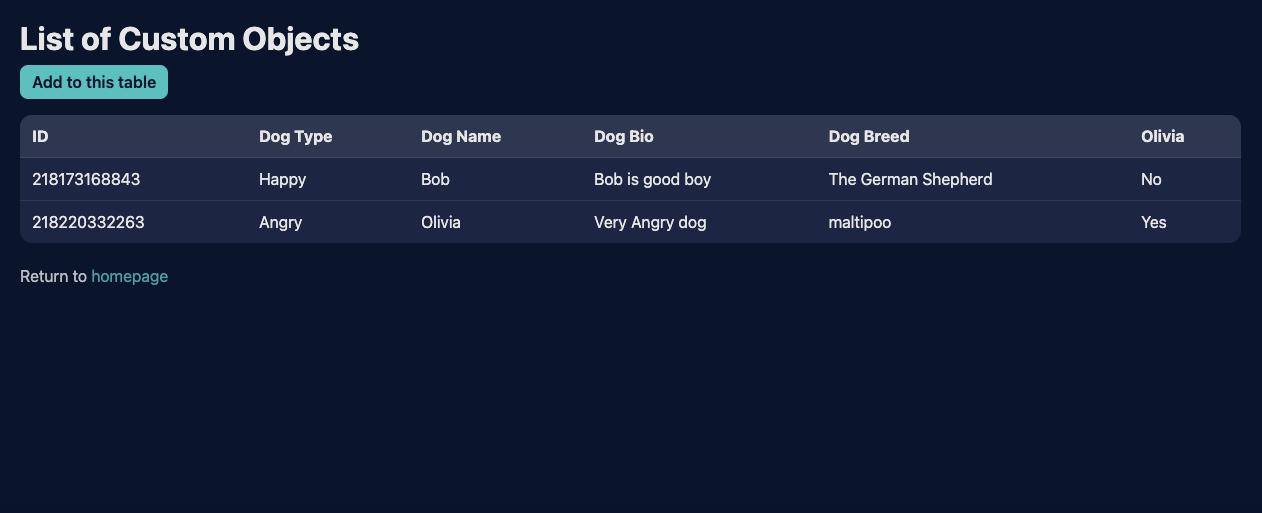 List of Custom Objects
Add to this table
ID Dog Type Dog Name Dog Bio Dog Breed Olivia
218173168843 Happy Bob Bob is good boy The German Shepherd No
218220332263 Angry Olivia Very Angry dog maltipoo Yes
Return to homepage